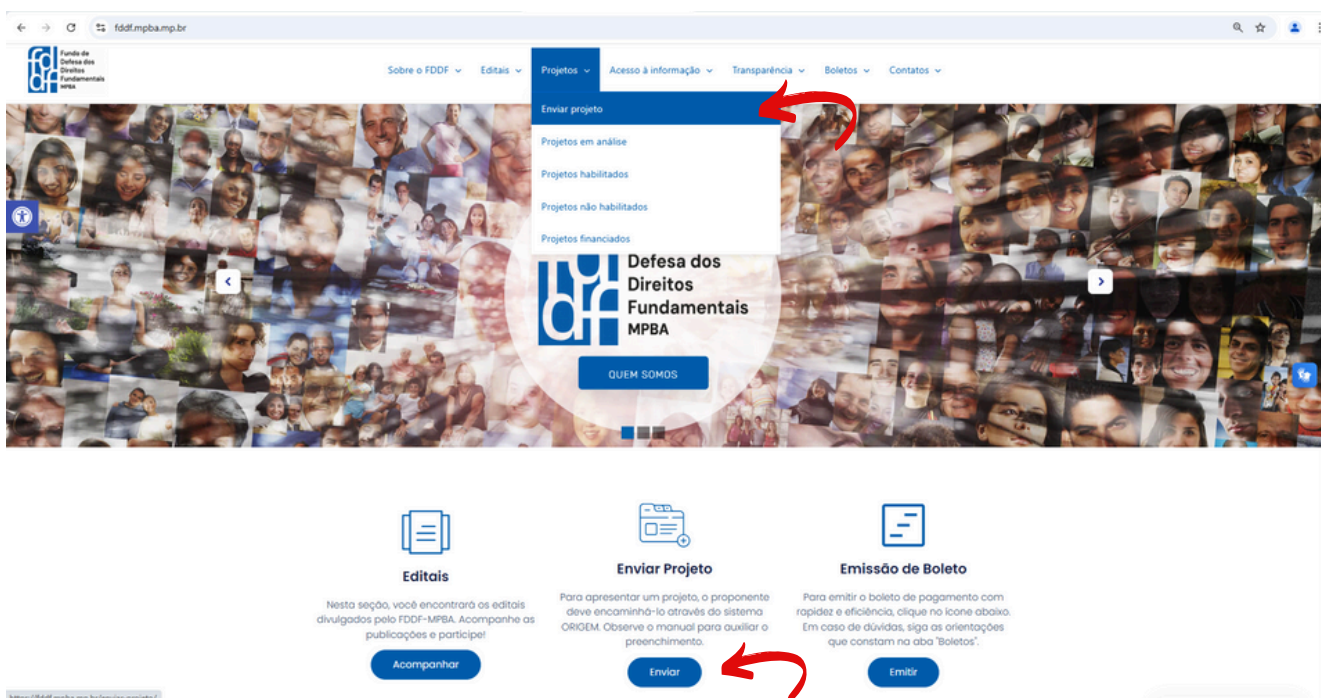 fddf.mpba.mp.br
fddf
Fundo de
Defesa dos
Direitos
Fundamentais
MPBA
Sobre o FDDF
Editais
Projetos
Acesso à informação
Transparência
Boletos
Contatos
Enviar projeto
Projetos em análise
Projetos habilitados
Projetos não habilitados
Projetos financiados
fddf
Defesa dos
Direitos
Fundamentais
MPBA
QUEM SOMOS
Editais
Nesta seção, você encontrará os editais
divulgados pelo FDDF-MPBA. Acompanhe as
publicações e participe!
Acompanhar
Enviar Projeto
Para apresentar um projeto, o proponente
deve encaminhá-lo através do sistema
ORIGEM. Observe o manual para auxiliar o
preenchimento.
Enviar
Emissão de Boleto
Para emitir o boleto de pagamento com
rapidez e eficiência, clique no ícone abaixo.
Em caso de dúvidas, siga as orientações
que constam na aba "Boletos".
Emitir